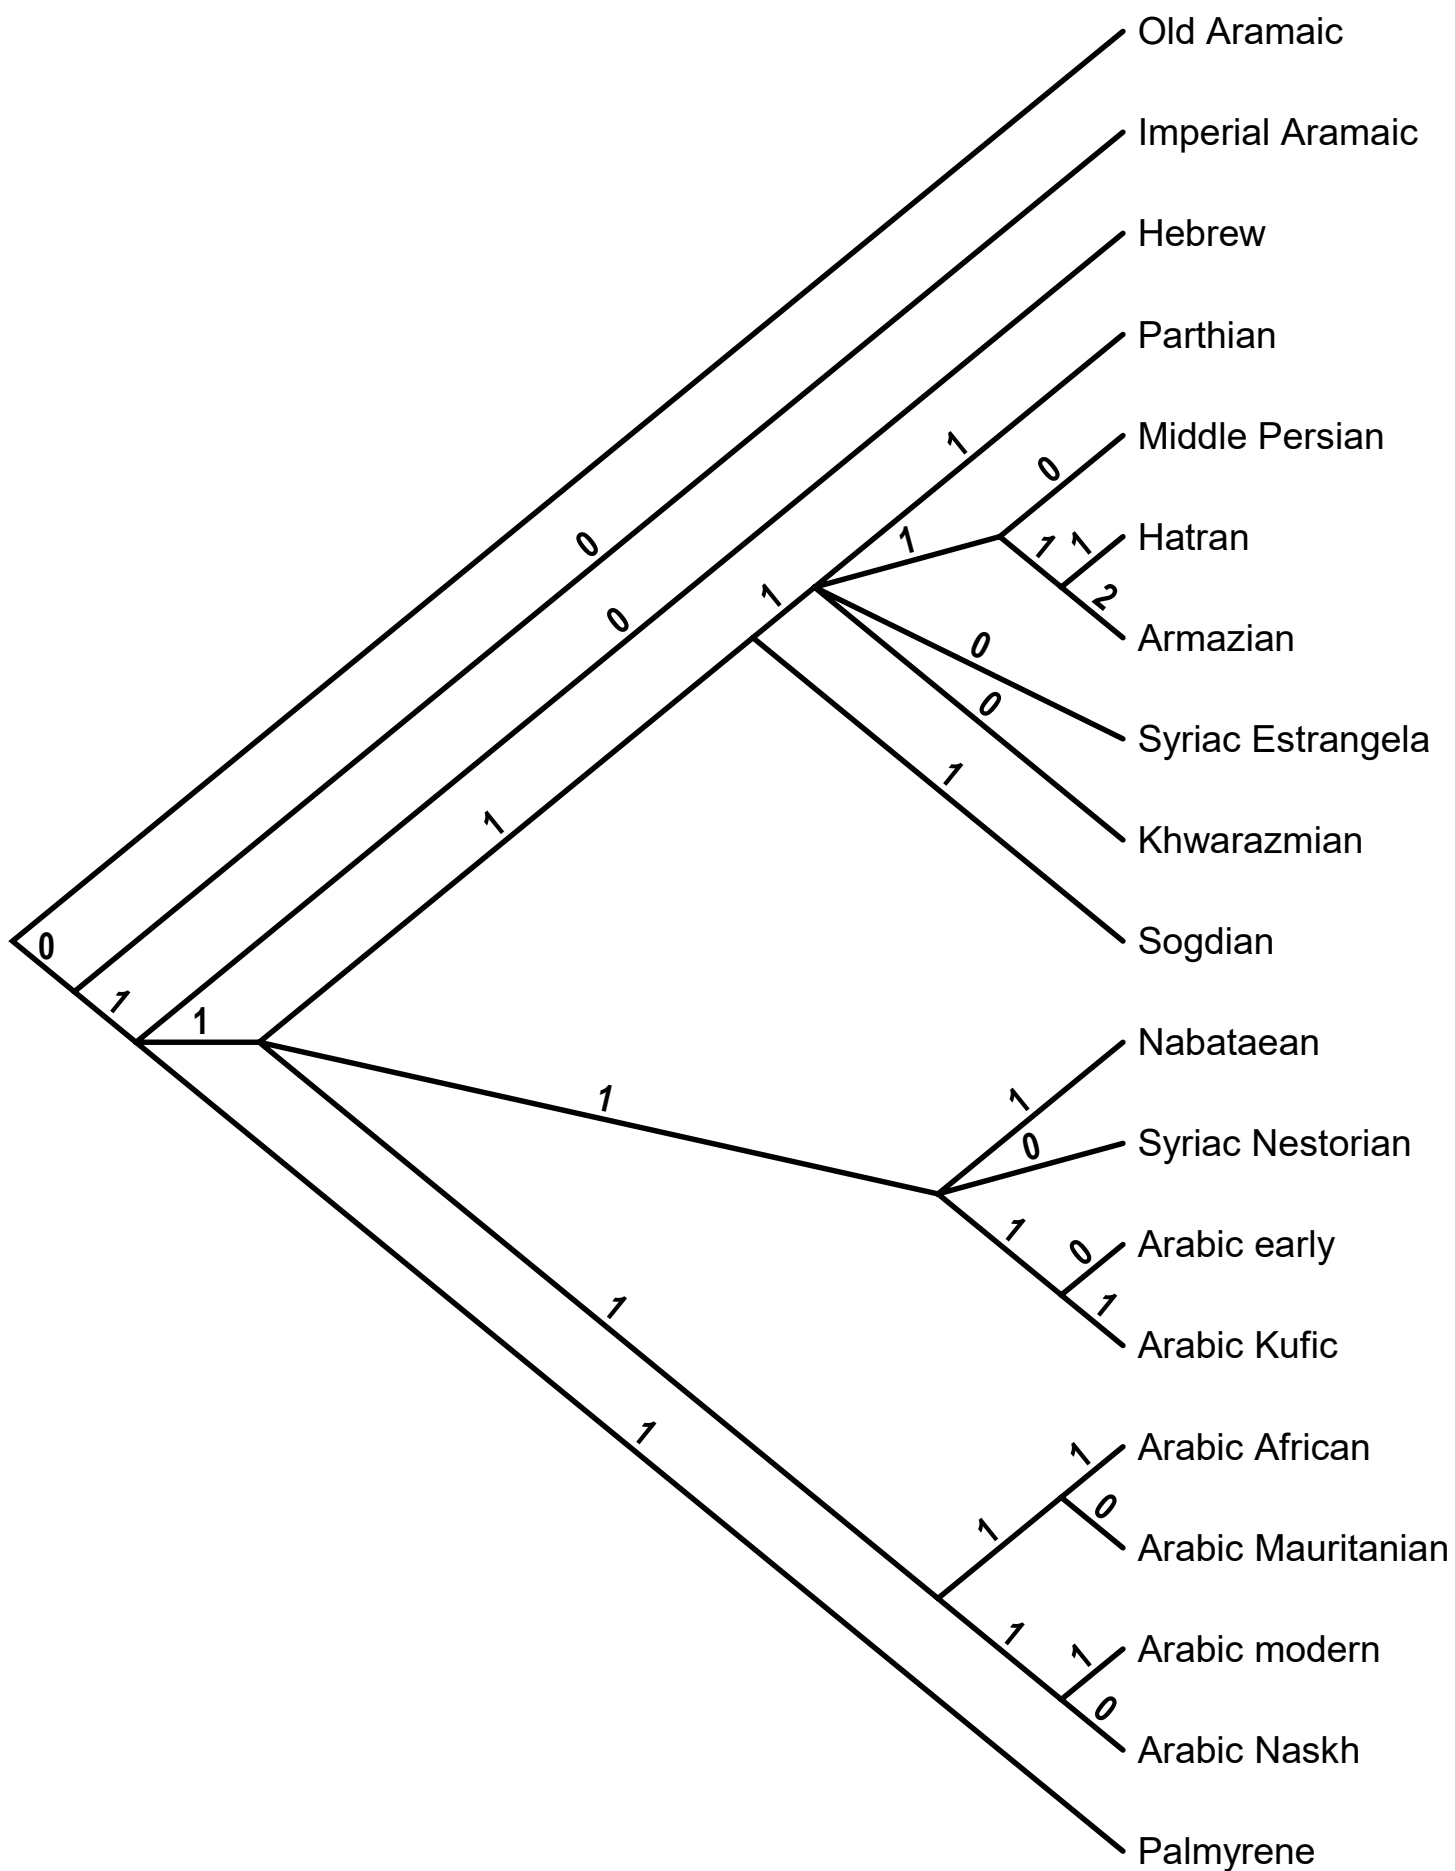 Old Aramaic
Imperial Aramaic
Hebrew
Parthian
1
Middle Persian
0
Hatran
1
1
1
0
Armazian
2
1
0
0
Syriac Estrangela
0
0
1
1
Khwarazmian
Sogdian
0
1
1
Nabataean
1
1
Syriac Nestorian
0
Arabic early
1
0
Arabic Kufic
1
1
1
Arabic African
1
Arabic Mauritanian
1
0
Arabic modern
1
1
Arabic Naskh
0
Palmyrene